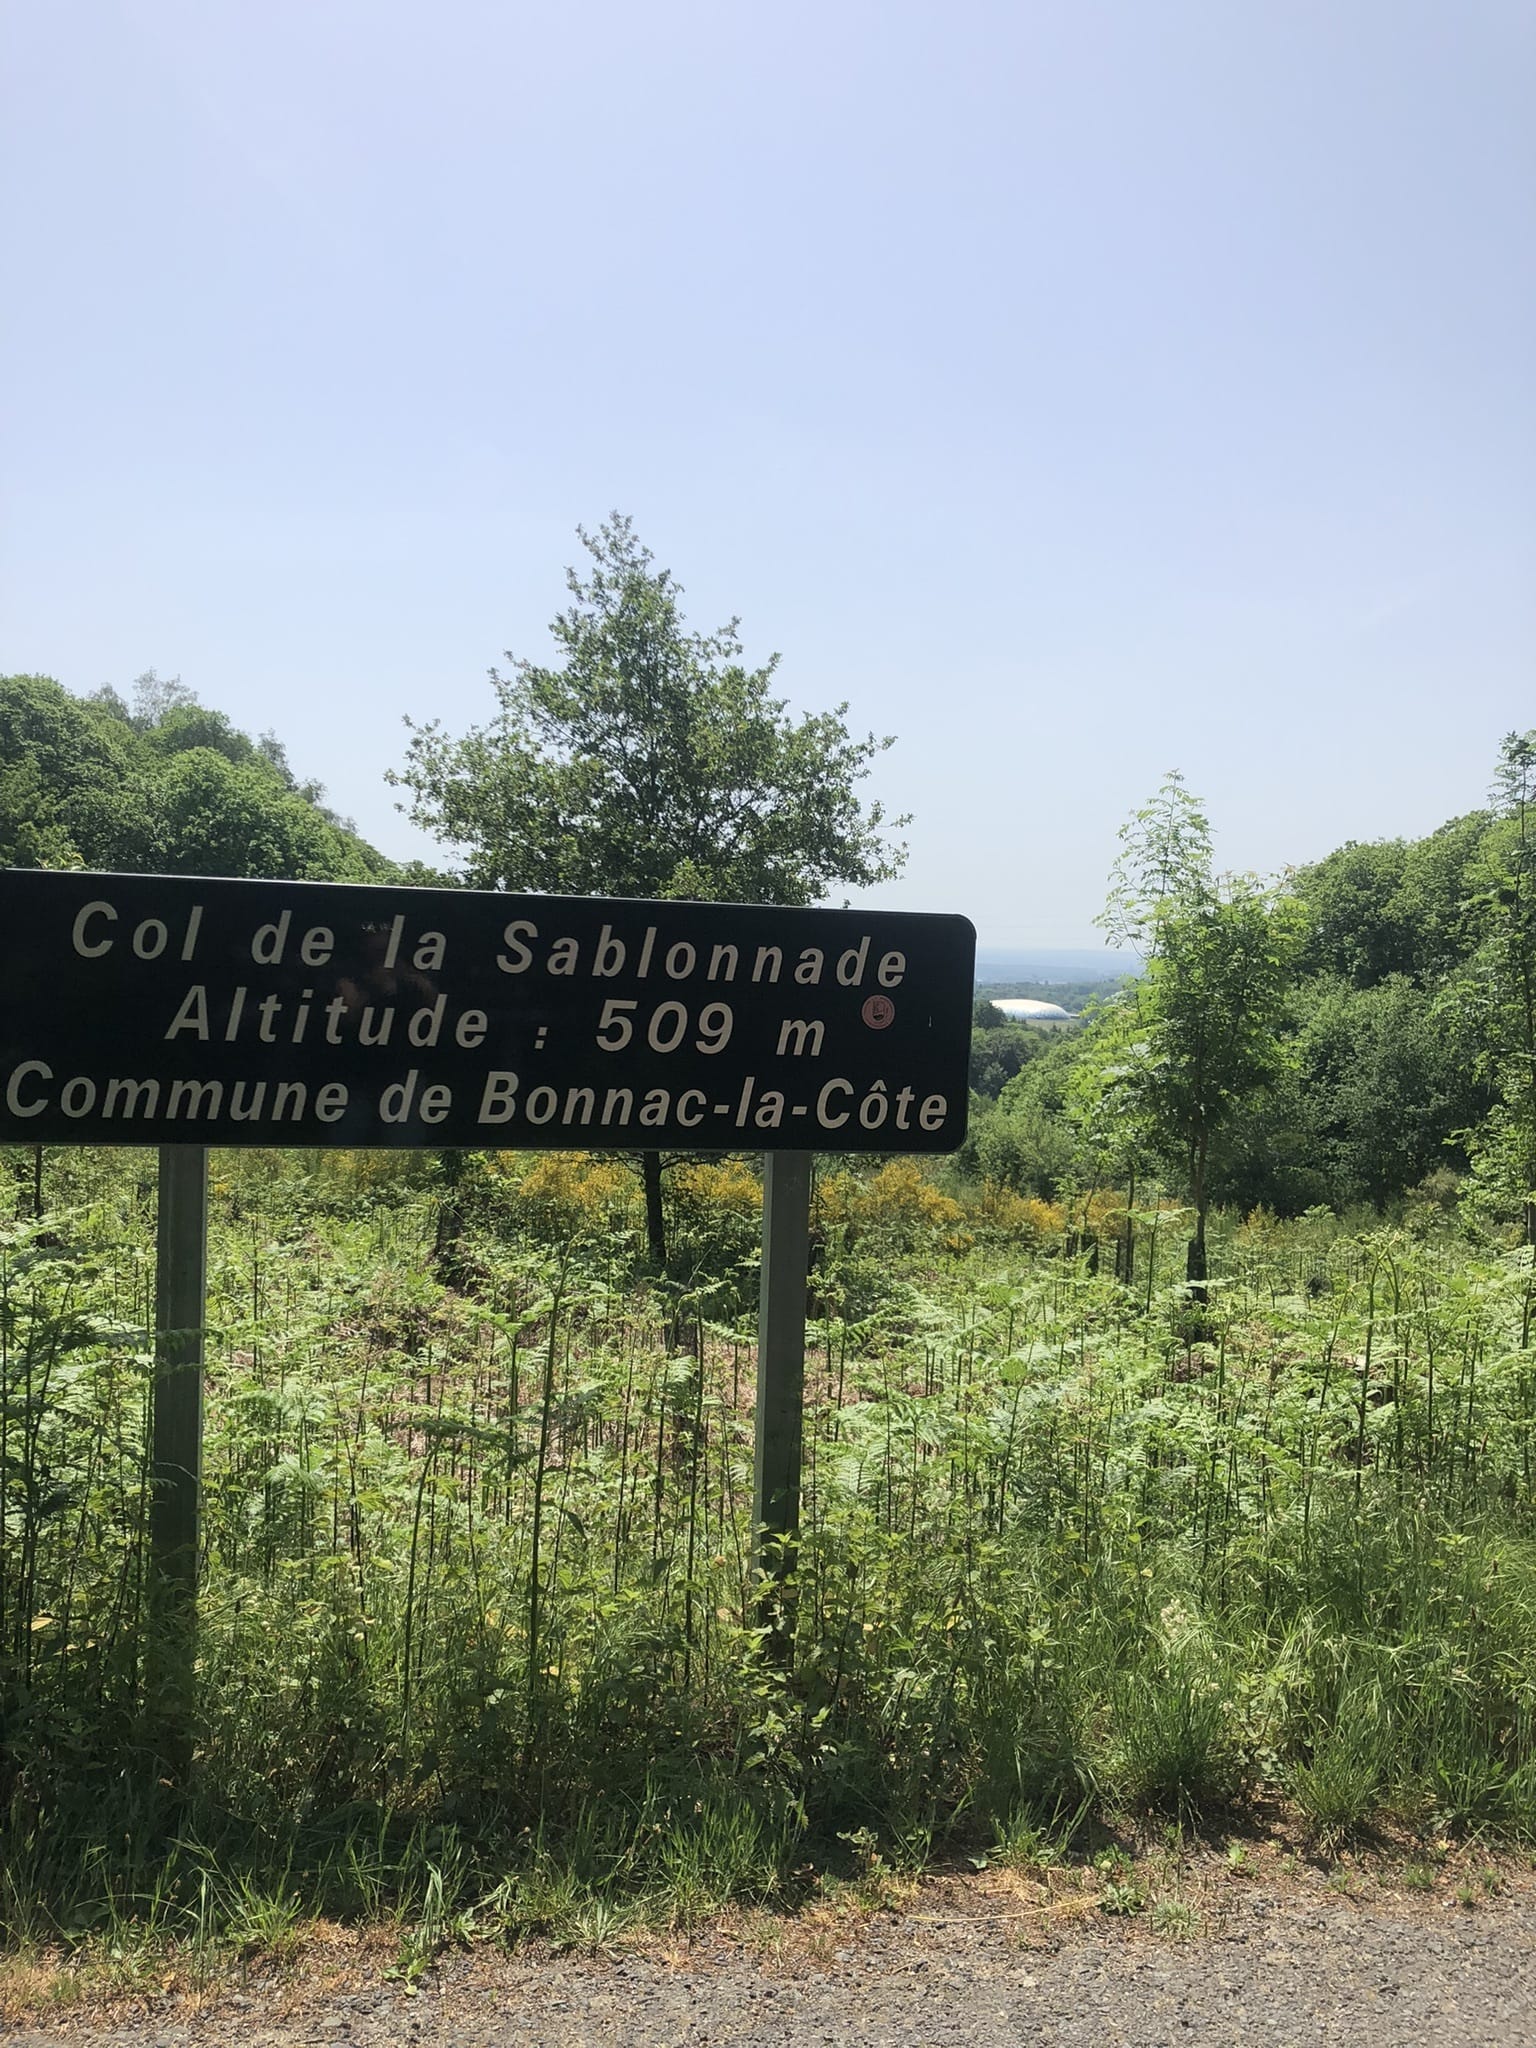 Col de la Sablonnade
Altitude : 509 m
Commune de Bonnac-la-Côte